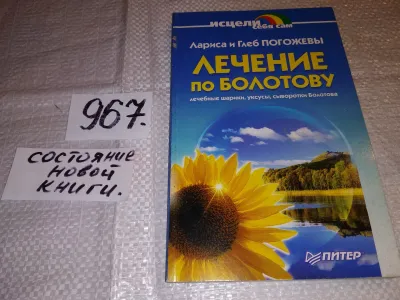 967.
состояние
новой
книги.
исцели
себя сам
Лариса и Глеб ПОГОЖЕВЫ
ЛЕЧЕНИЕ
ПО БОЛОТОВУ
лечебные шарики, уксусы, сыворотки Болотова
ПИТЕР